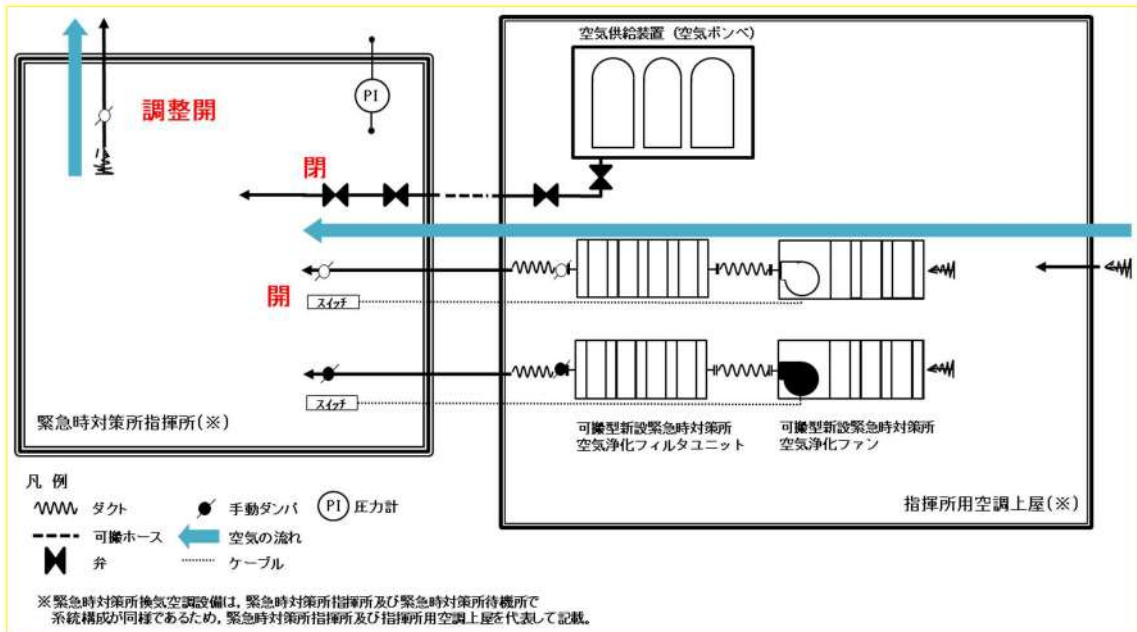 空気供給装置（空気ボンベ）
調整開
PI
閉
開
スイッチ
スイッチ
緊急時対策所指揮所(※)
可搬型新設緊急時対策所
空気浄化フィルタユニット
可搬型新設緊急時対策所
空気浄化ファン
指揮所用空調上屋(※)
凡 例
ダクト
手動ダンパ
PI
圧力計
可搬ホース
空気の流れ
弁
ケーブル
※緊急時対策所換気空調設備は，緊急時対策所指揮所及び緊急時対策所待機所で
系統構成が同様であるため，緊急時対策所指揮所及び指揮所用空調上屋を代表して記載。